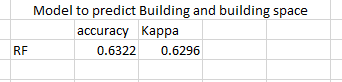 Model to predict Building and building space
accuracy Kappa
RF 0.6322 0.6296